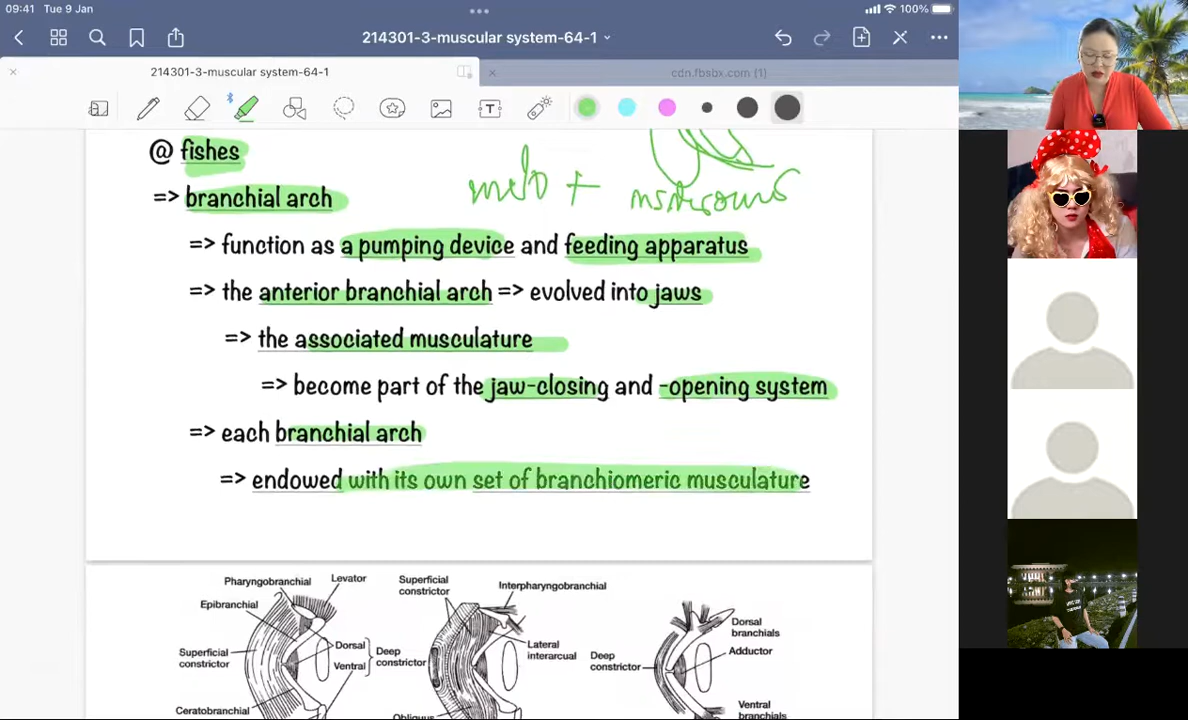 09:41 Tue 9 Jan
100%
214301-3-muscular system-64-1
214301-3-muscular system-64-1
cdn.fbsbx.com (1)
@ fishes
=> branchial arch
=> function as a pumping device and feeding apparatus
=> the anterior branchial arch => evolved into jaws
=> the associated musculature
=> become part of the jaw-closing and -opening system
=> each branchial arch
=> endowed with its own set of branchiomeric musculature
Pharyngobranchial
Levator
Epibranchial
Superficial
constrictor
Dorsal
Ventral
Deep
constrictor
Ceratobranchial
Superficial
constrictor
Interpharyngobranchial
Lateral
interarcual
Obliquus
Deep
constrictor
Dorsal
branchials
Adductor
Ventral
branchials